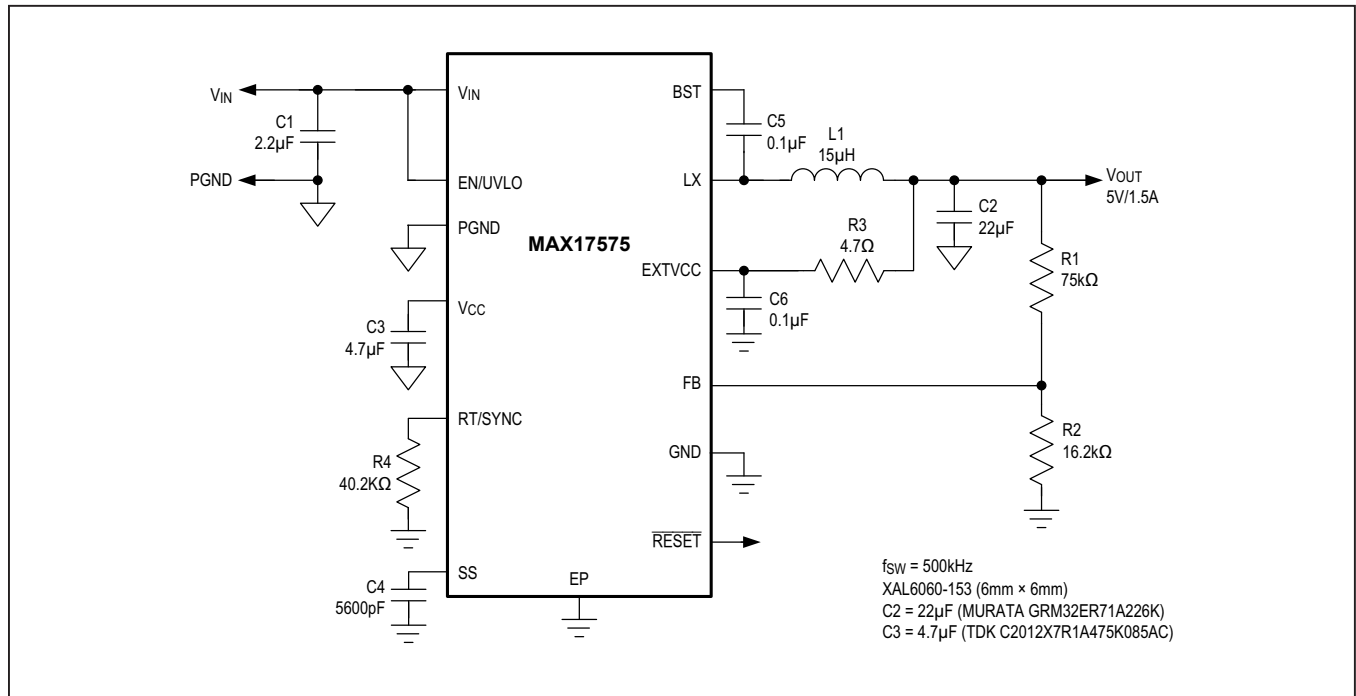 VIN
C1
2.2µF
PGND
VIN
EN/UVLO
PGND
VCC
C3
4.7µF
RT/SYNC
R4
40.2KΩ
SS
C4
5600pF
EP
MAX17575
BST
C5
0.1µF
L1
15µH
LX
VOUT
5V/1.5A
C2
22µF
R3
4.7Ω
EXTVCC
C6
0.1µF
R1
75kΩ
FB
R2
16.2kΩ
GND
RESET
fSW = 500kHz
XAL6060-153 (6mm × 6mm)
C2 = 22µF (MURATA GRM32ER71A226K)
C3 = 4.7µF (TDK C2012X7R1A475K085AC)